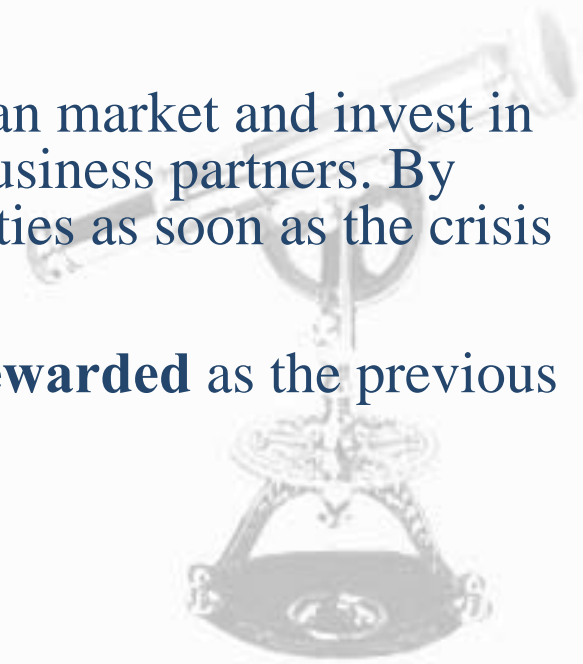 an market and invest in
usiness partners. By
ties as soon as the crisis
ewarded as the previous